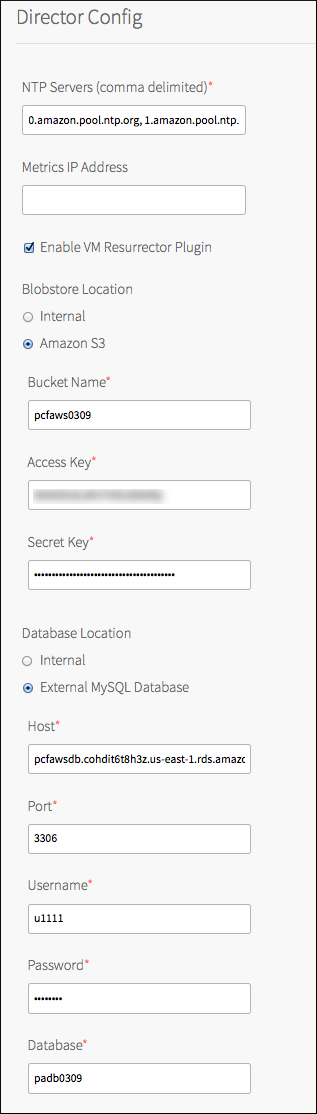 Director Config
NTP Servers (comma delimited)*
0.amazon.pool.ntp.org, 1.amazon.pool.ntp.
Metrics IP Address
Enable VM Resurrector Plugin
Blobstore Location
Internal
Amazon S3
Bucket Name*
pcfaws0309
Access Key*
Secret Key*
••••••••••••••••••••••••••••••••••••••••
Database Location
Internal
External MySQL Database
Host*
pcfawsdb.cohdit6t8h3z.us-east-1.rds.amazo
Port*
3306
Username*
u1111
Password*
••••••••
Database*
padb0309